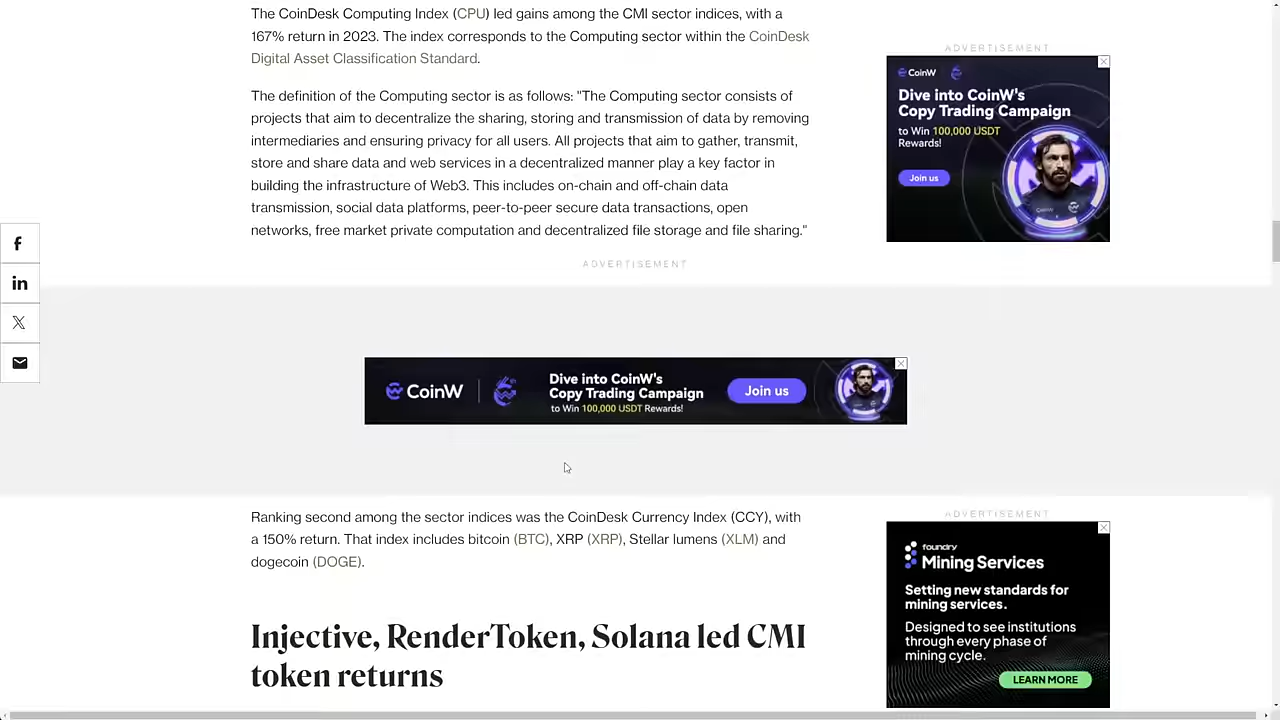 The CoinDesk Computing Index (CPU) led gains among the CMI sector indices, with a
167% return in 2023. The index corresponds to the Computing sector within the CoinDesk
Digital Asset Classification Standard.
The definition of the Computing sector is as follows: "The Computing sector consists of
projects that aim to decentralize the sharing, storing and transmission of data by removing
intermediaries and ensuring privacy for all users. All projects that aim to gather, transmit,
store and share data and web services in a decentralized manner play a key factor in
building the infrastructure of Web3. This includes on-chain and off-chain data
transmission, social data platforms, peer-to-peer secure data transactions, open
networks, free market private computation and decentralized file storage and file sharing."
ADVERTISEMENT
CoinW
Dive into CoinW's
Copy Trading Campaign
to Win 100,000 USDT
Rewards!
Join us
CoinW
f
in
X
ADVERTISEMENT
CoinW
Dive into CoinW's
Copy Trading Campaign
to Win 100,000 USDT Rewards!
Join us
Ranking second among the sector indices was the CoinDesk Currency Index (CCY), with
a 150% return. That index includes bitcoin (BTC), XRP (XRP), Stellar lumens (XLM) and
dogecoin (DOGE).
Injective, RenderToken, Solana led CMI
token returns
ADVERTISEMENT
foundry
Mining Services
Setting new standards for
mining services.
Designed to see institutions
through every phase of
mining cycle.
LEARN MORE